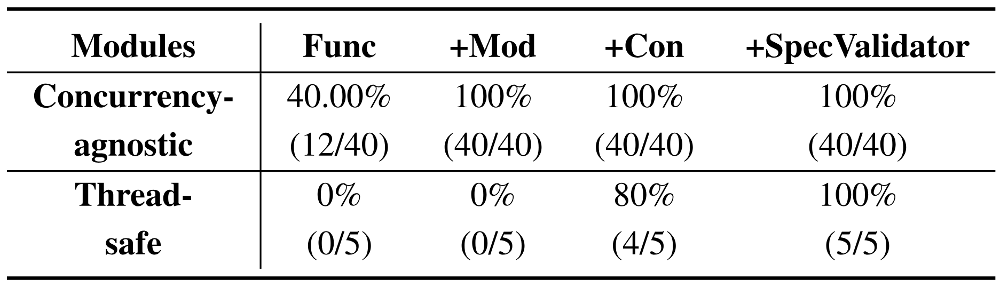 Modules Func +Mod +Con +SpecValidator
Concurrency- 40.00% 100% 100% 100%
agnostic (12/40) (40/40) (40/40) (40/40)
Thread- 0% 0% 80% 100%
safe (0/5) (0/5) (4/5) (5/5)